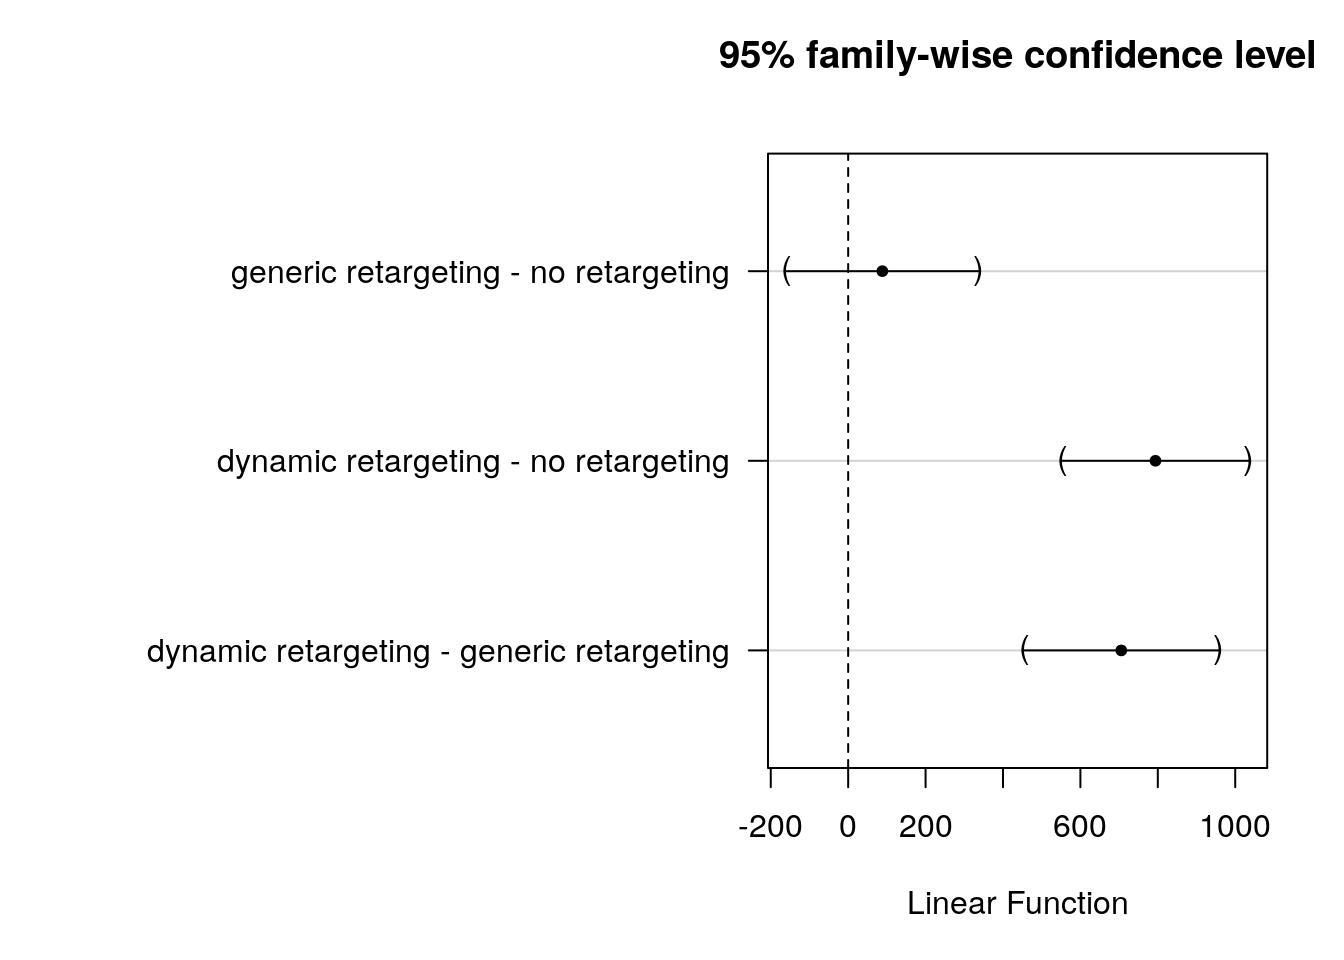 95% family-wise confidence level
generic retargeting - no retargeting
dynamic retargeting - no retargeting
dynamic retargeting - generic retargeting
-200 0 200 600 1000
Linear Function